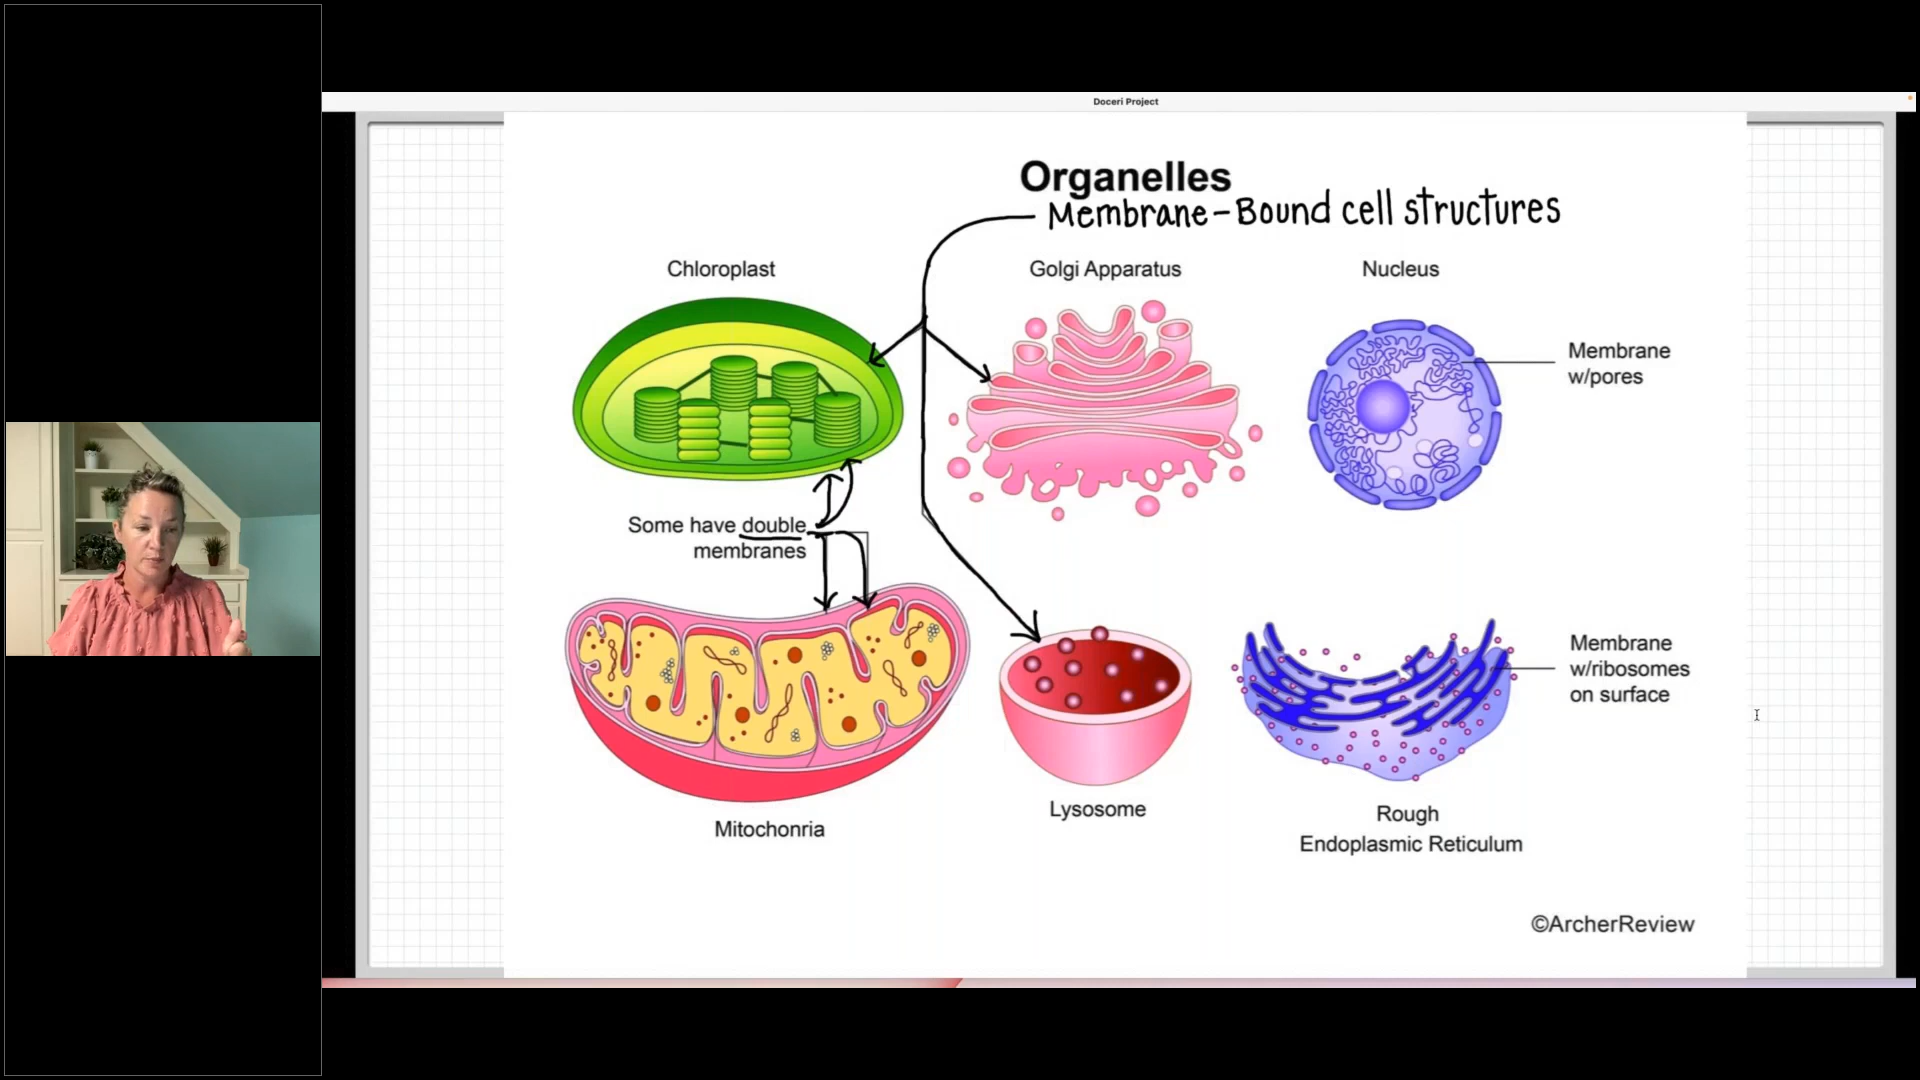 Doceri Project
Organelles
Membrane-Bound cell structures
Chloroplast
Golgi Apparatus
Nucleus
Membrane
w/pores
Some have double
membranes
Membrane
w/ribosomes
on surface
Mitochonria
Lysosome
Rough
Endoplasmic Reticulum
©ArcherReview